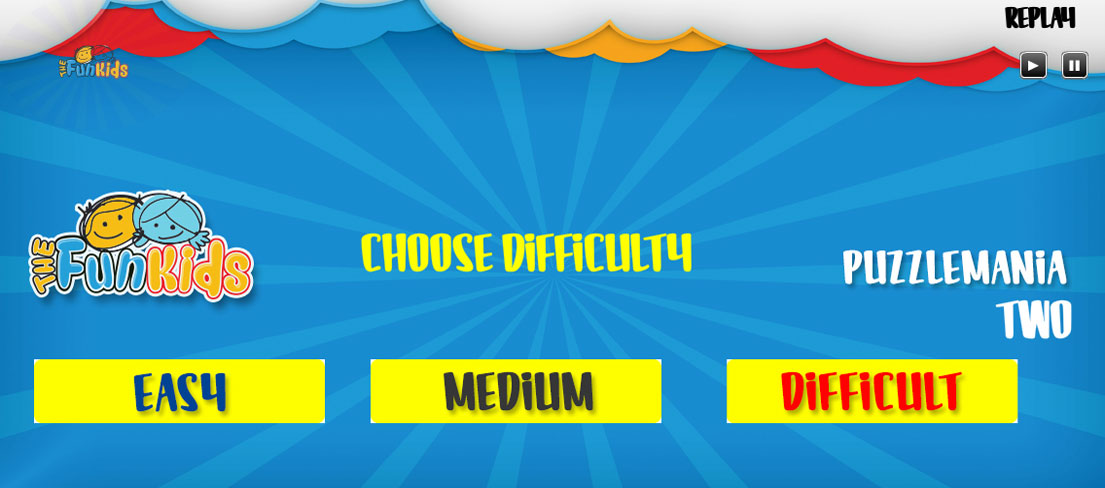 REPLAY
THE FunKids
THE
FunKids
CHOOSE DiFFiCULTY
PUZZLEMANiA
TWO
EASY
MEDiUM
DiFFiCULT